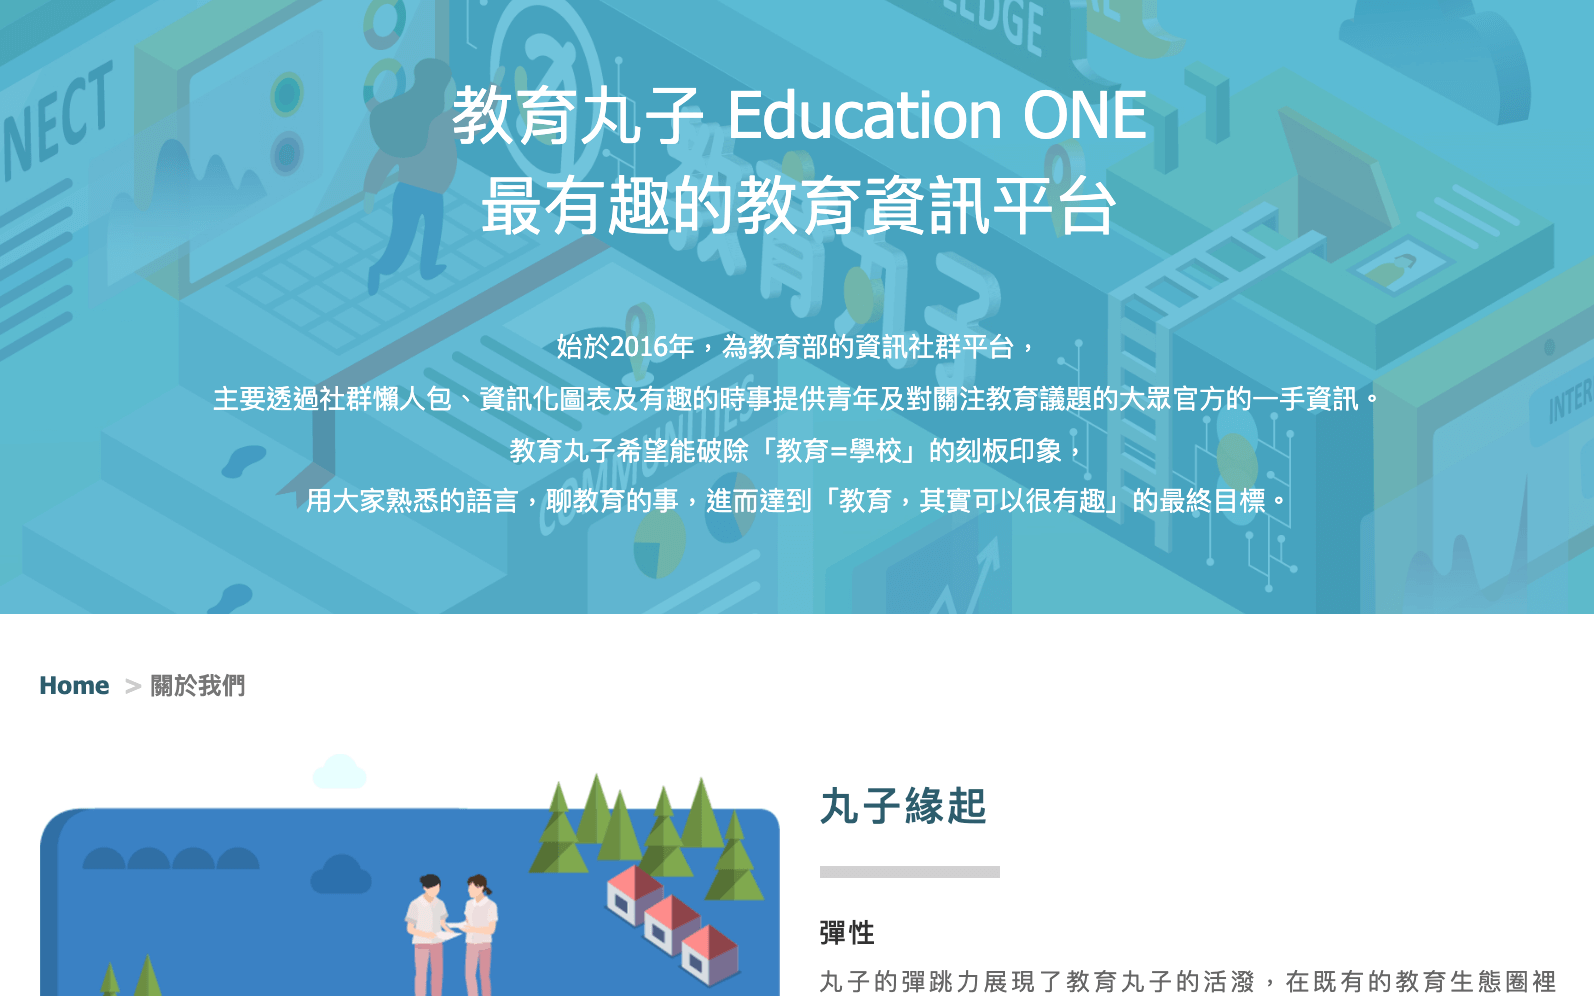 NNECT
LEDGE
教育丸子 Education ONE
最有趣的教育資訊平台
教育丸子
始於2016年，為教育部的資訊社群平台，
主要透過社群懶人包、資訊化圖表及有趣的時事提供青年及對關注教育議題的大眾官方的一手資訊。
教育丸子希望能破除「教育=學校」的刻板印象，
用大家熟悉的語言，聊教育的事，進而達到「教育，其實可以很有趣」的最終目標。
COMMUNITIES
INTER
Home > 關於我們
丸子緣起
彈性
丸子的彈跳力展現了教育丸子的活潑，在既有的教育生態圈裡